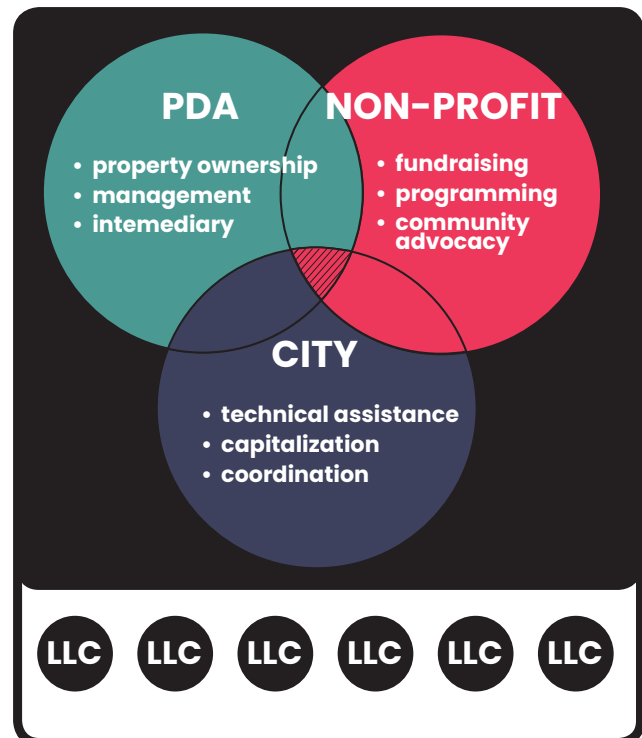 PDA
• property ownership
• management
• intemediary
NON-PROFIT
• fundraising
• programming
• community
advocacy
CITY
• technical assistance
• capitalization
• coordination
LLC LLC LLC LLC LLC LLC